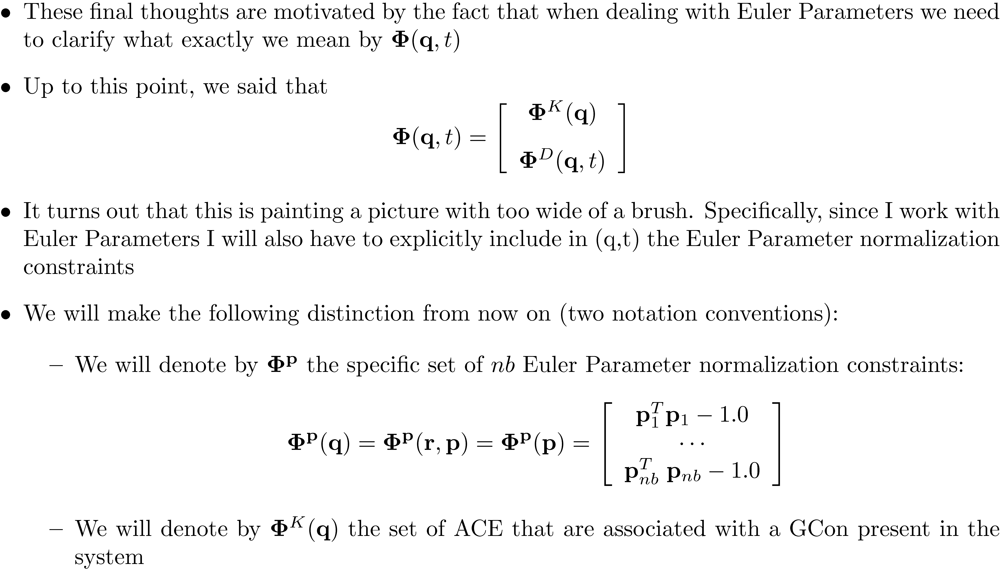 • These final thoughts are motivated by the fact that when dealing with Euler Parameters we need
to clarify what exactly we mean by $\mathbf{\Phi}(\mathbf{q}, t)$
• Up to this point, we said that
$$\mathbf{\Phi}(\mathbf{q}, t) = \begin{bmatrix} \mathbf{\Phi}^K(\mathbf{q}) \\ \mathbf{\Phi}^D(\mathbf{q}, t) \end{bmatrix}$$
• It turns out that this is painting a picture with too wide of a brush. Specifically, since I work with
Euler Parameters I will also have to explicitly include in (q,t) the Euler Parameter normalization
constraints
• We will make the following distinction from now on (two notation conventions):
– We will denote by $\mathbf{\Phi}^{\mathbf{p}}$ the specific set of $nb$ Euler Parameter normalization constraints:
$$\mathbf{\Phi}^{\mathbf{p}}(\mathbf{q}) = \mathbf{\Phi}^{\mathbf{p}}(\mathbf{r}, \mathbf{p}) = \mathbf{\Phi}^{\mathbf{p}}(\mathbf{p}) = \begin{bmatrix} \mathbf{p}_1^T \mathbf{p}_1 - 1.0 \\ \cdots \\ \mathbf{p}_{nb}^T \mathbf{p}_{nb} - 1.0 \end{bmatrix}$$
– We will denote by $\mathbf{\Phi}^K(\mathbf{q})$ the set of ACE that are associated with a GCon present in the
system